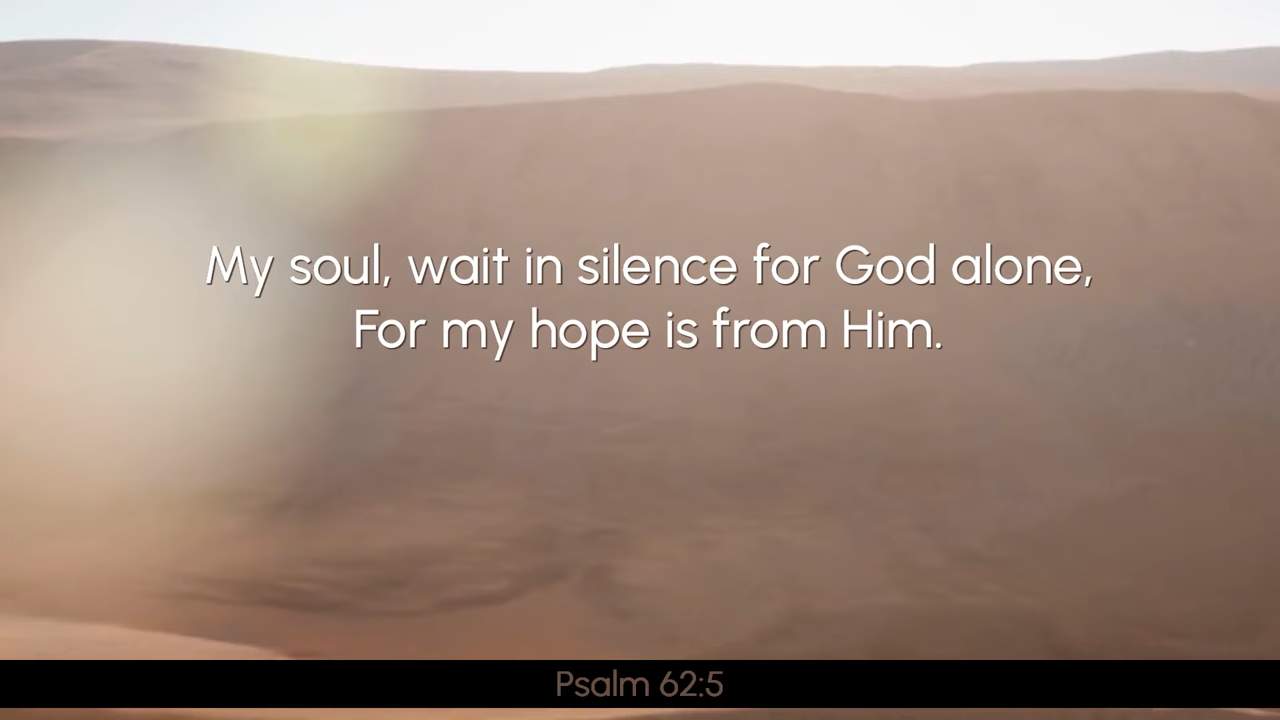 My soul, wait in silence for God alone,
For my hope is from Him.
Psalm 62:5